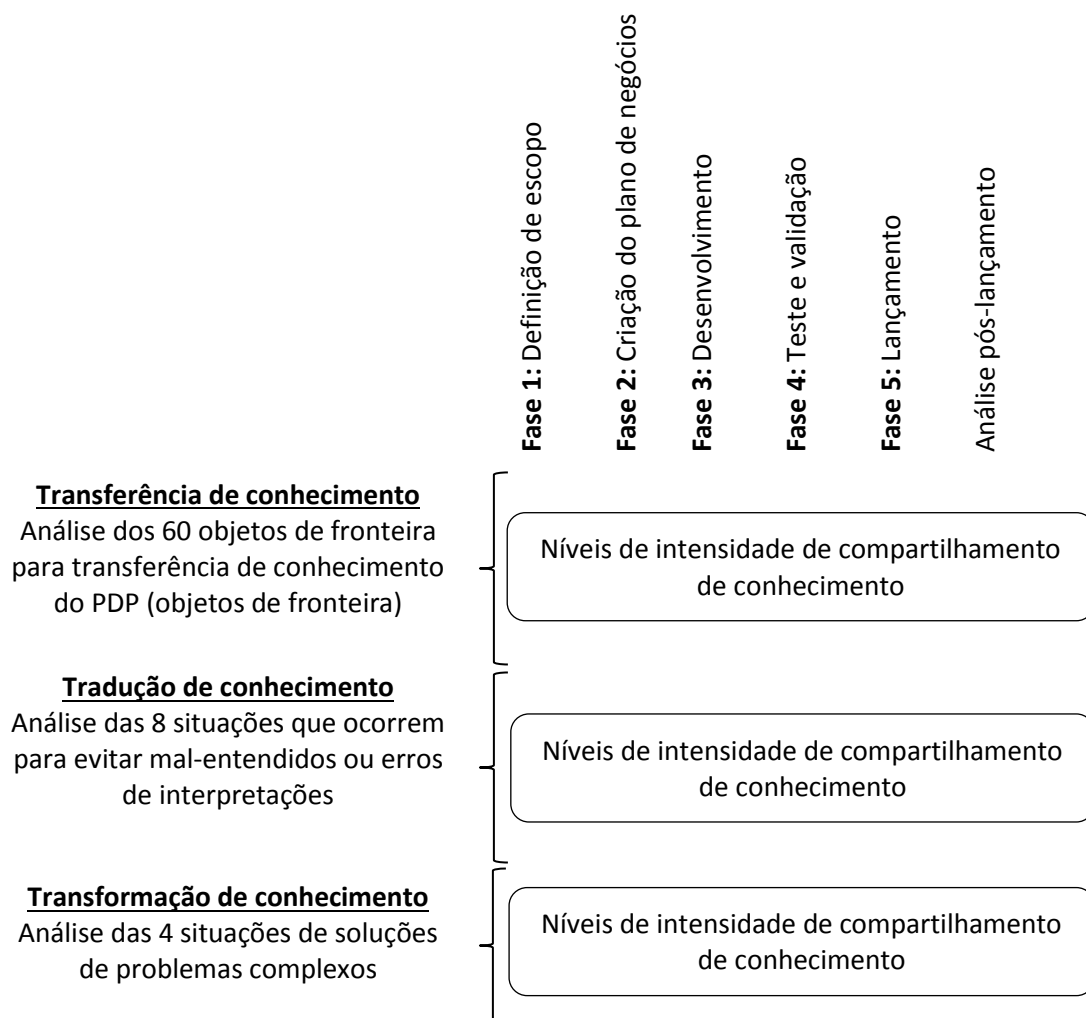 Fase 1: Definição de escopo
Fase 2: Criação do plano de negócios
Fase 3: Desenvolvimento
Fase 4: Teste e validação
Fase 5: Lançamento
Análise pós-lançamento
Transferência de conhecimento
Análise dos 60 objetos de fronteira
para transferência de conhecimento
do PDP (objetos de fronteira)
Níveis de intensidade de compartilhamento
de conhecimento
Tradução de conhecimento
Análise das 8 situações que ocorrem
para evitar mal-entendidos ou erros
de interpretações
Níveis de intensidade de compartilhamento
de conhecimento
Transformação de conhecimento
Análise das 4 situações de soluções
de problemas complexos
Níveis de intensidade de compartilhamento
de conhecimento